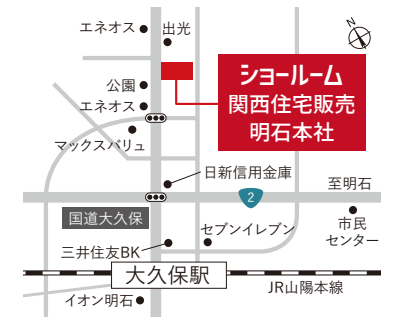 エネオス
出光
N
ショールーム
関西住宅販売
明石本社
公園
エネオス
マックスバリュ
日新信用金庫
至明石
2
国道大久保
セブンイレブン
市民
センター
三井住友BK
大久保駅
JR山陽本線
イオン明石